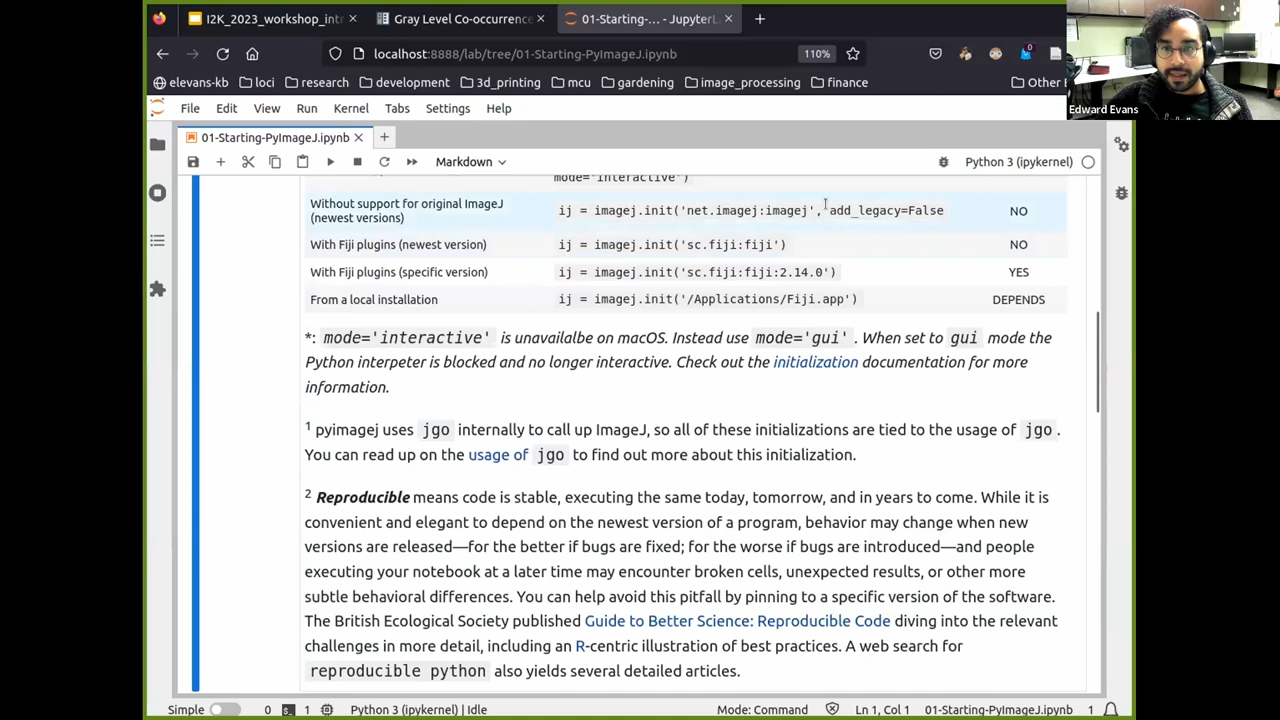 I2K_2023_workshop_intr
Gray Level Co-occurrence
01-Starting-... - JupyterL
localhost:8888/lab/tree/01-Starting-PyImageJ.ipynb
110%
0
elevans-kb
loci
research
3d_printing
mcu
gardening
image_processing
finance
Other
Edward Evans
File Edit View Run Kernel Tabs Settings Help
01-Starting-PyImageJ.ipynb
Markdown
Python 3 (ipykernel)
mode='interactive')
Without support for original ImageJ
(newest versions)
ij = imagej.init('net.imagej:imagej', add_legacy=False
NO
With Fiji plugins (newest version)
ij = imagej.init('sc.fiji:fiji')
NO
With Fiji plugins (specific version)
ij = imagej.init('sc.fiji:fiji:2.14.0')
YES
From a local installation
ij = imagej.init('/Applications/Fiji.app')
DEPENDS
*: mode='interactive' is unavailalbe on macOS. Instead use mode='gui' . When set to gui mode the
Python interpeter is blocked and no longer interactive. Check out the initialization documentation for more
information.
1 pyimagej uses jgo internally to call up ImageJ, so all of these initializations are tied to the usage of jgo .
You can read up on the usage of jgo to find out more about this initialization.
2 Reproducible means code is stable, executing the same today, tomorrow, and in years to come. While it is
convenient and elegant to depend on the newest version of a program, behavior may change when new
versions are released—for the better if bugs are fixed; for the worse if bugs are introduced—and people
executing your notebook at a later time may encounter broken cells, unexpected results, or other more
subtle behavioral differences. You can help avoid this pitfall by pinning to a specific version of the software.
The British Ecological Society published Guide to Better Science: Reproducible Code diving into the relevant
challenges in more detail, including an R-centric illustration of best practices. A web search for
reproducible python also yields several detailed articles.
Simple
0
1
Python 3 (ipykernel) | Idle
Mode: Command
Ln 1, Col 1
01-Starting-PyImageJ.ipynb
1